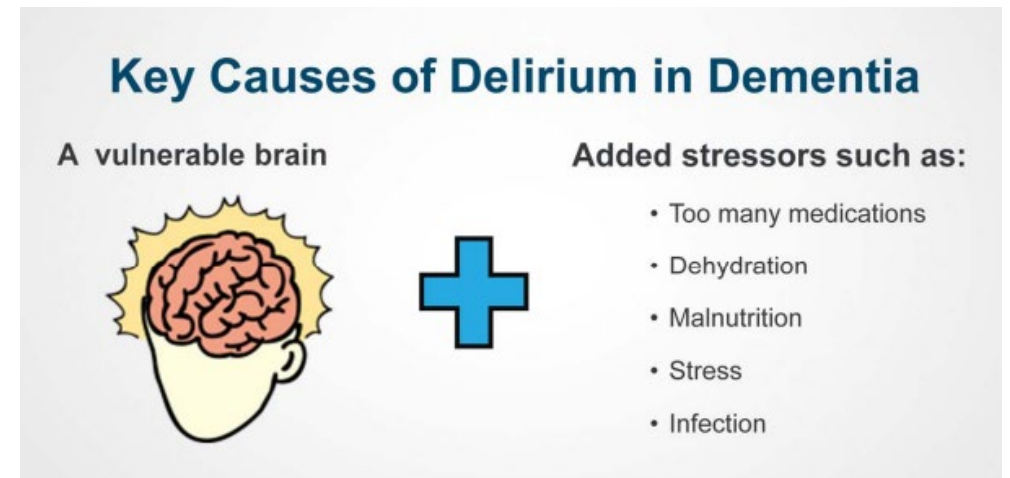 Key Causes of Delirium in Dementia
A vulnerable brain
Added stressors such as:
• Too many medications
• Dehydration
• Malnutrition
• Stress
• Infection